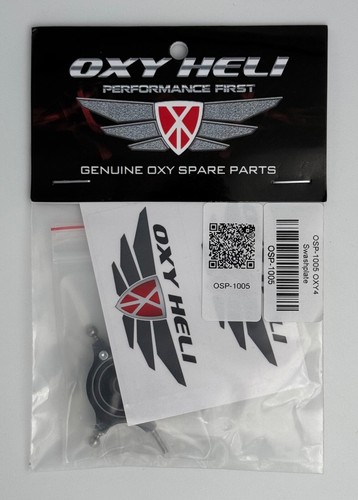 OXY HELI
PERFORMANCE FIRST
GENUINE OXY SPARE PARTS
OXY HELI
OSP-1005
OSP-1005 OXY4
Swashplate
OSP-1005